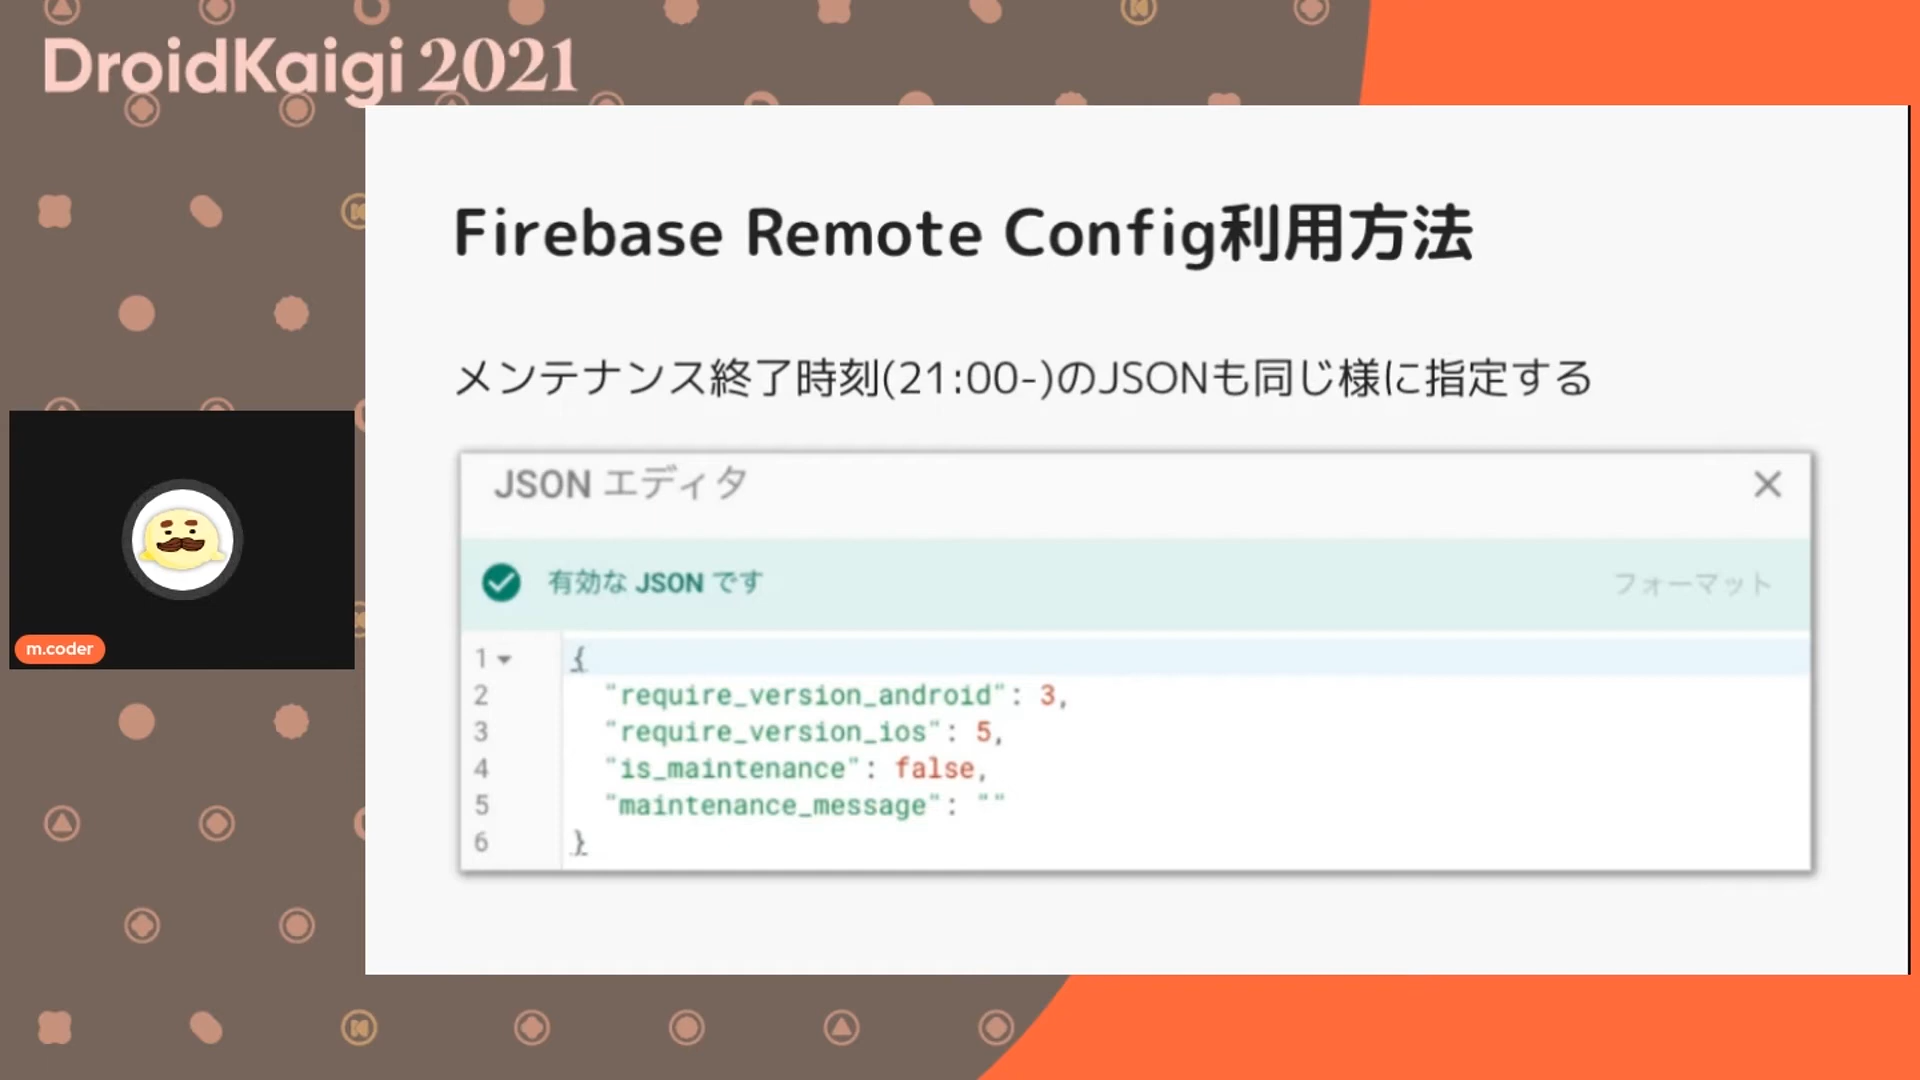 DroidKaigi 2021
Firebase Remote Config利用方法
メンテナンス終了時刻(21:00-)のJSONも同じ様に指定する
JSON エディタ
有効な JSON です
フォーマット
1 {
2 "require_version_android": 3,
3 "require_version_ios": 5,
4 "is_maintenance": false,
5 "maintenance_message": ""
6 }
m.coder